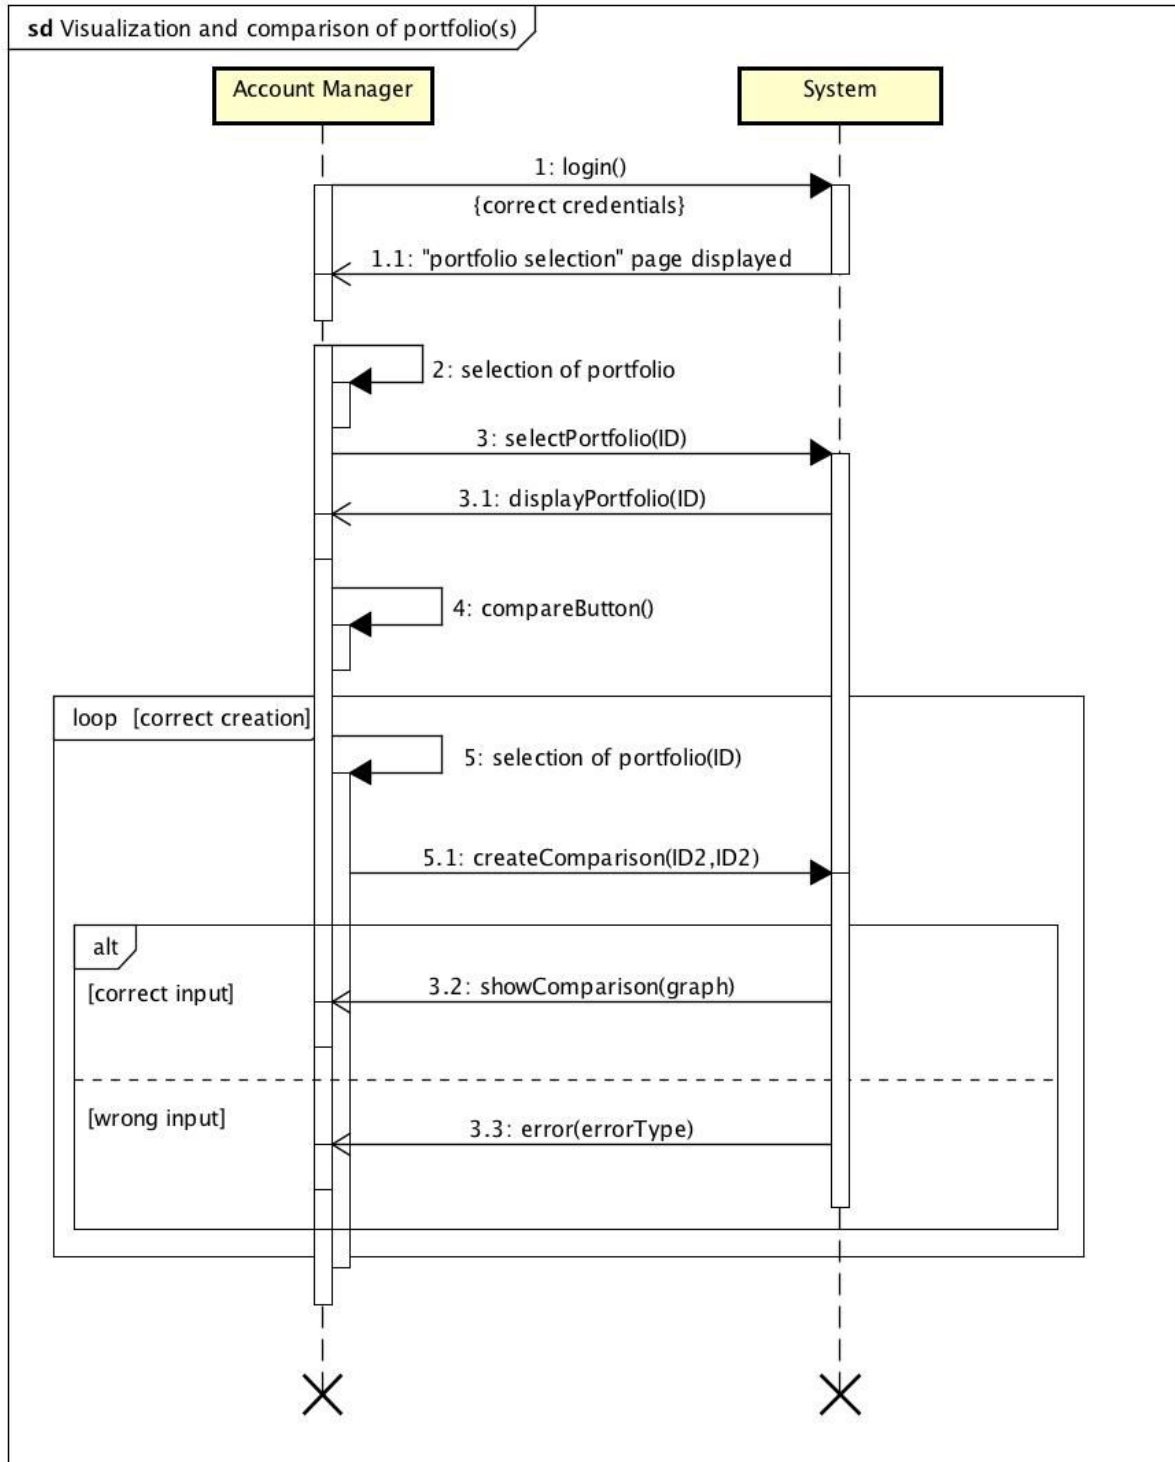 sd Visualization and comparison of portfolio(s)
Account Manager
System
1: login()
{correct credentials}
1.1: "portfolio selection" page displayed
2: selection of portfolio
3: selectPortfolio(ID)
3.1: displayPortfolio(ID)
4: compareButton()
loop [correct creation]
5: selection of portfolio(ID)
5.1: createComparison(ID2,ID2)
alt
[correct input]
3.2: showComparison(graph)
[wrong input]
3.3: error(errorType)